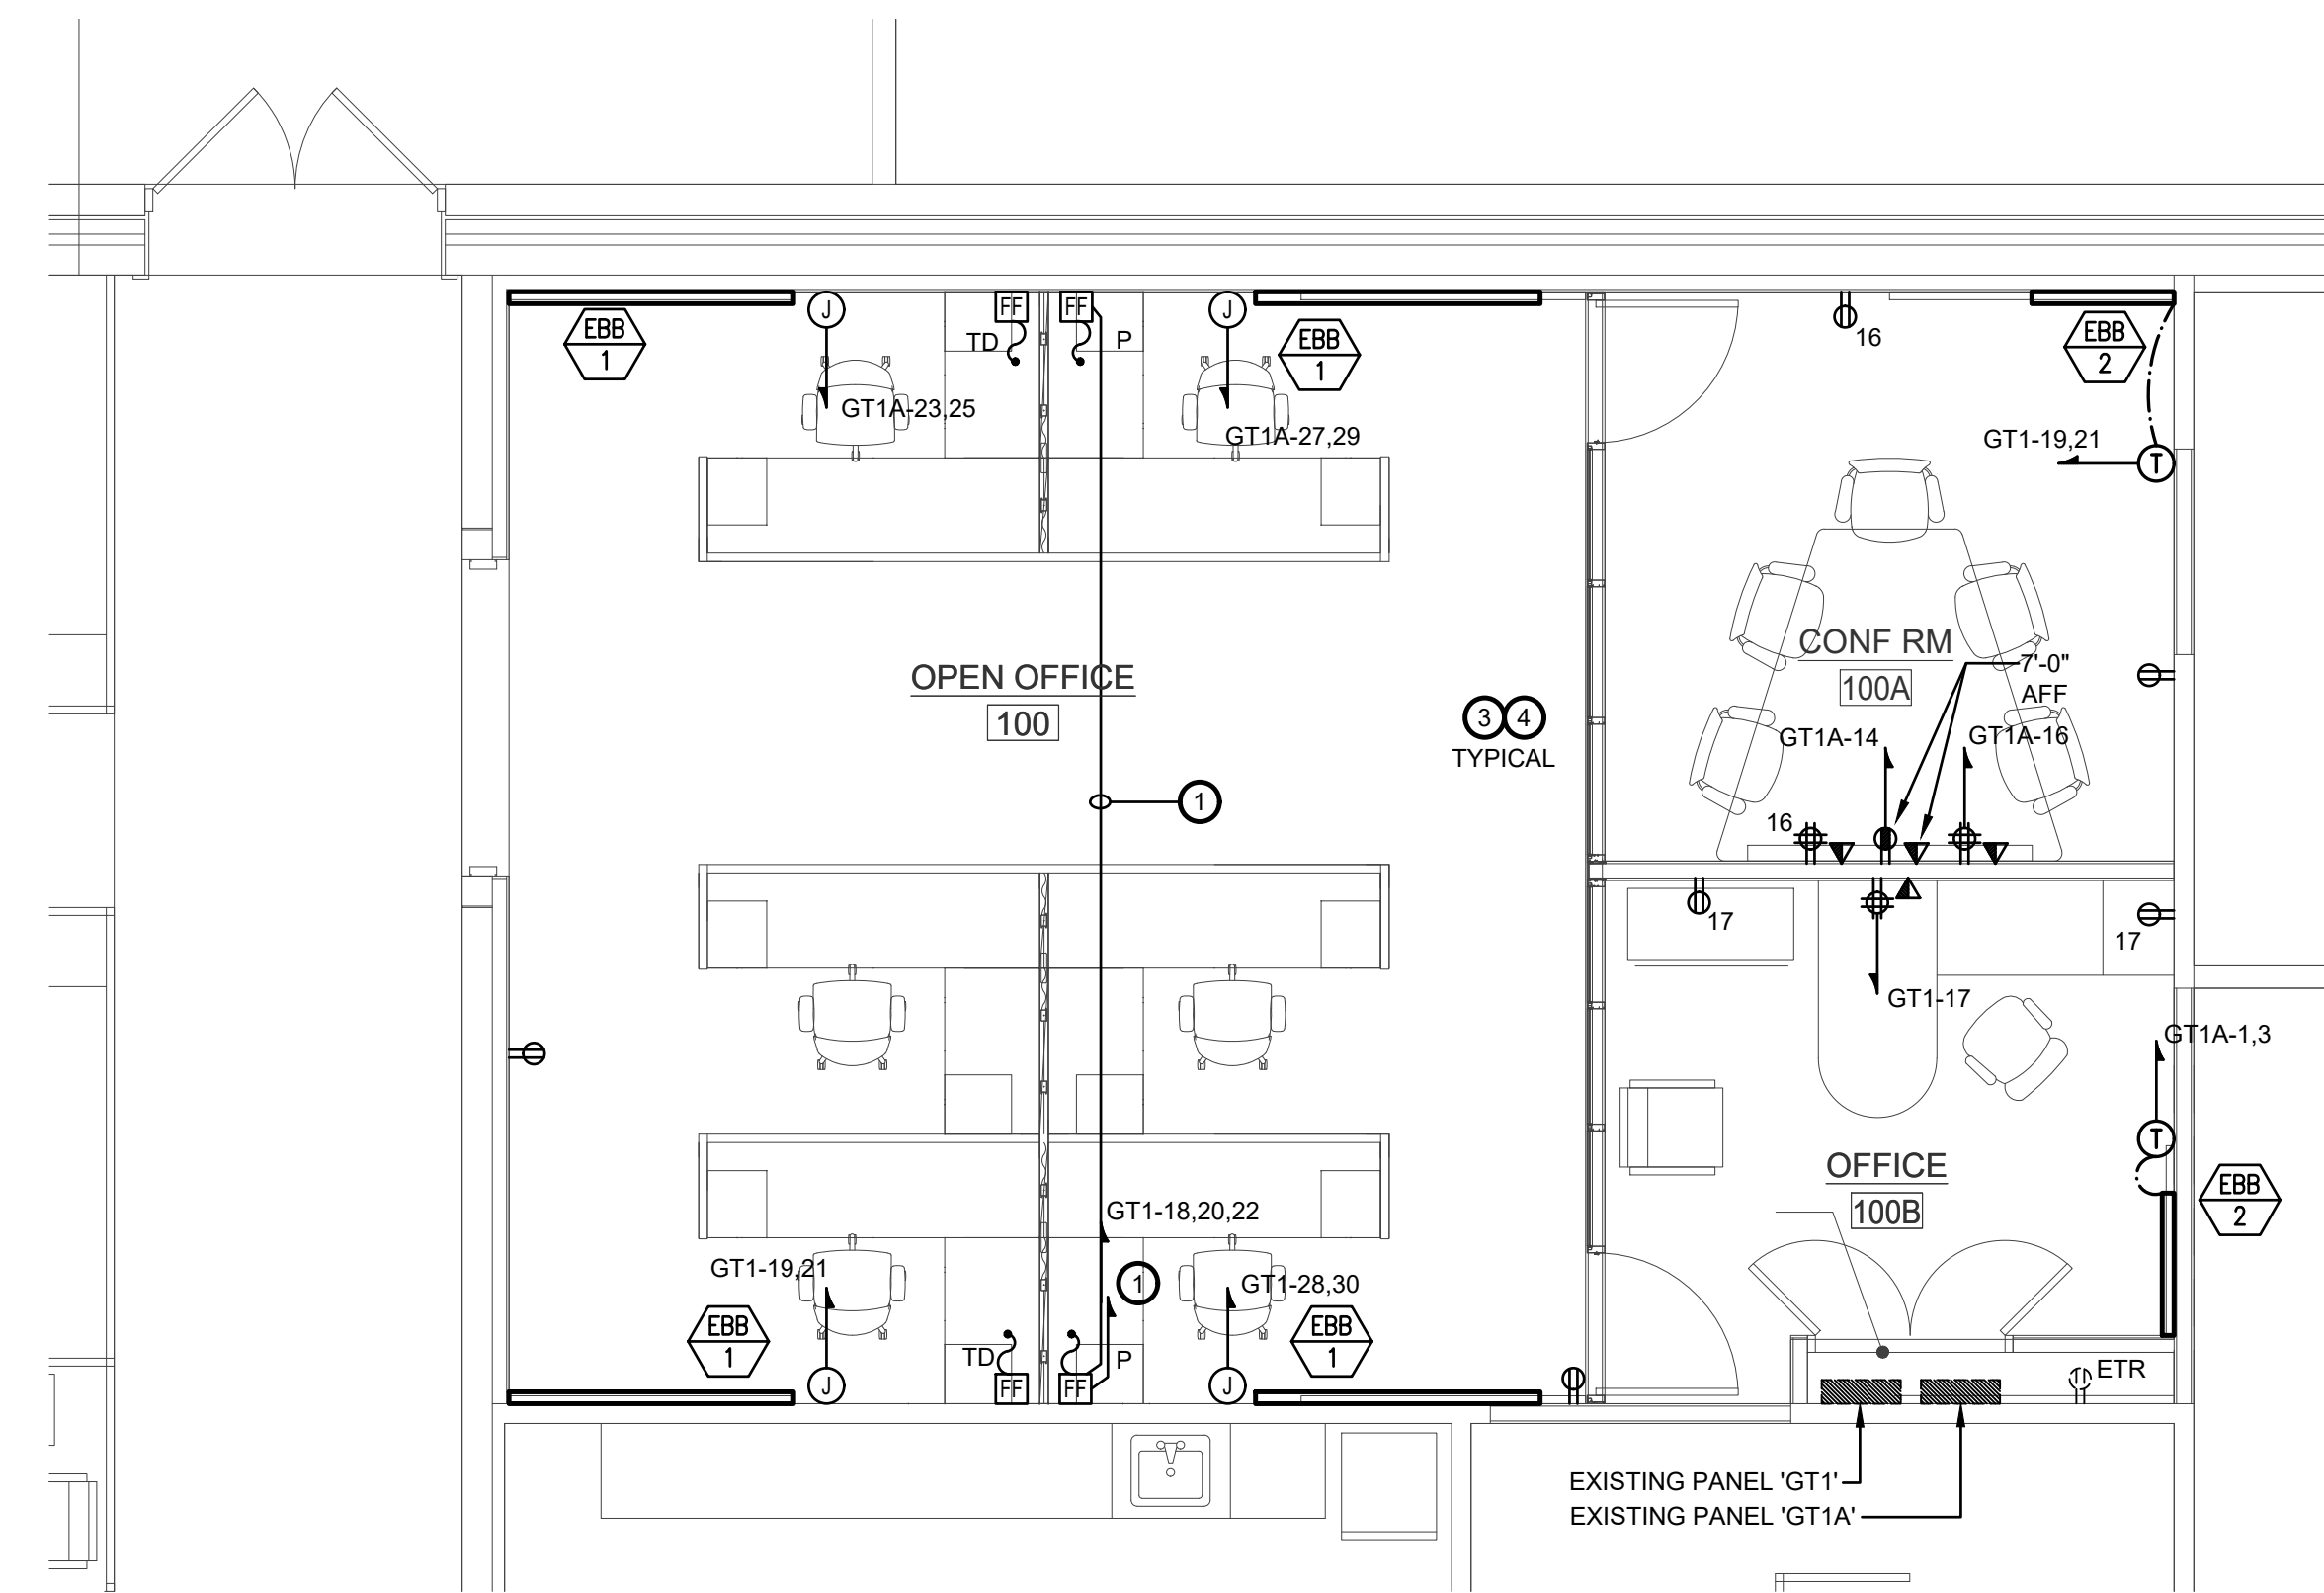 J
FF
FF
J
EBB
1
TD
P
EBB
1
16
EBB
2
GT1A-23,25
GT1A-27,29
GT1-19,21
T
OPEN OFFICE
100
3
4
TYPICAL
CONF RM
100A
7'-0"
AFF
GT1A-14
GT1A-16
1
16
17
17
GT1-17
GT1A-1,3
T
OFFICE
100B
EBB
2
GT1-18,20,22
GT1-19,21
1
GT1-28,30
EBB
1
TD
P
EBB
1
J
FF
FF
J
ETR
EXISTING PANEL 'GT1'
EXISTING PANEL 'GT1A'